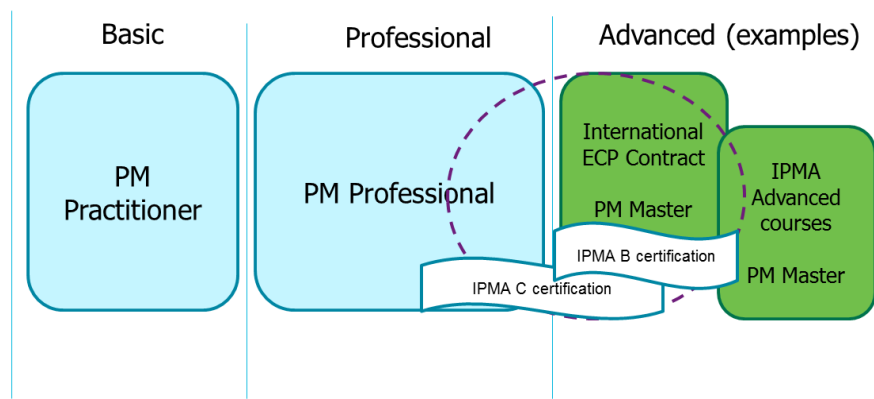 Basic
Professional
Advanced (examples)
PM
Practitioner
PM Professional
International
ECP Contract
PM Master
IPMA
Advanced
courses
PM Master
IPMA B certification
IPMA C certification